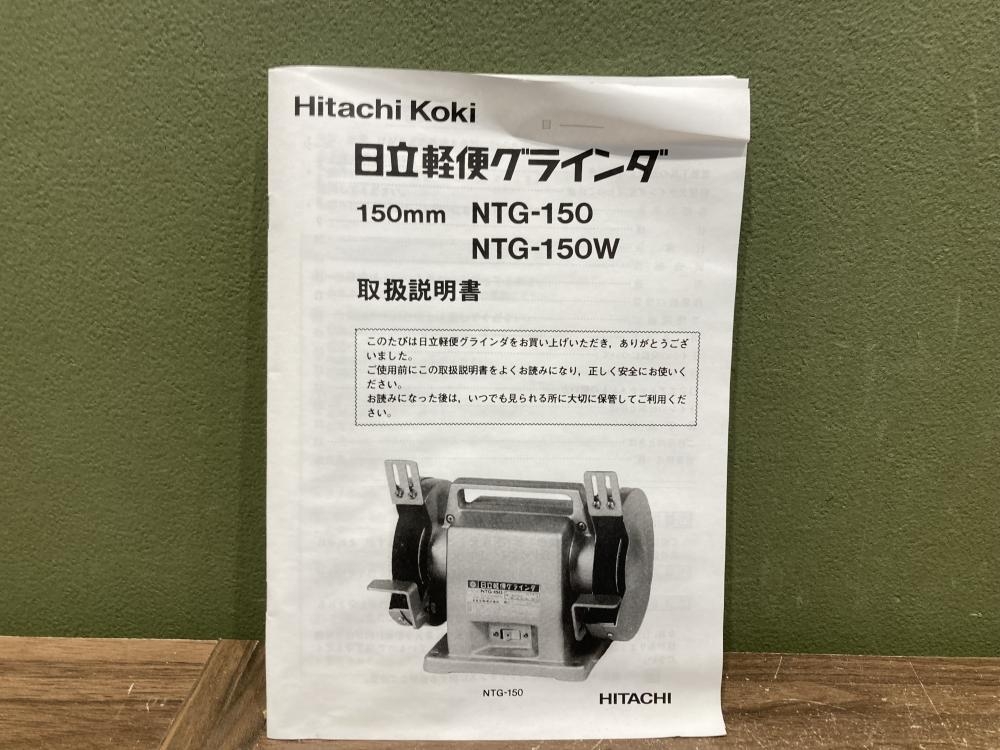 Hitachi Koki
日立軽便グラインダ
150mm NTG-150
NTG-150W
取扱説明書
このたびは日立軽便グラインダをお買い上げいただき，ありがとうござ
いました。
ご使用前にこの取扱説明書をよくお読みになり，正しく安全にお使いく
ださい。
お読みになった後は，いつでも見られる所に大切に保管してご利用くだ
さい。
日立軽便グラインダ
NTG-150
NTG-150
HITACHI